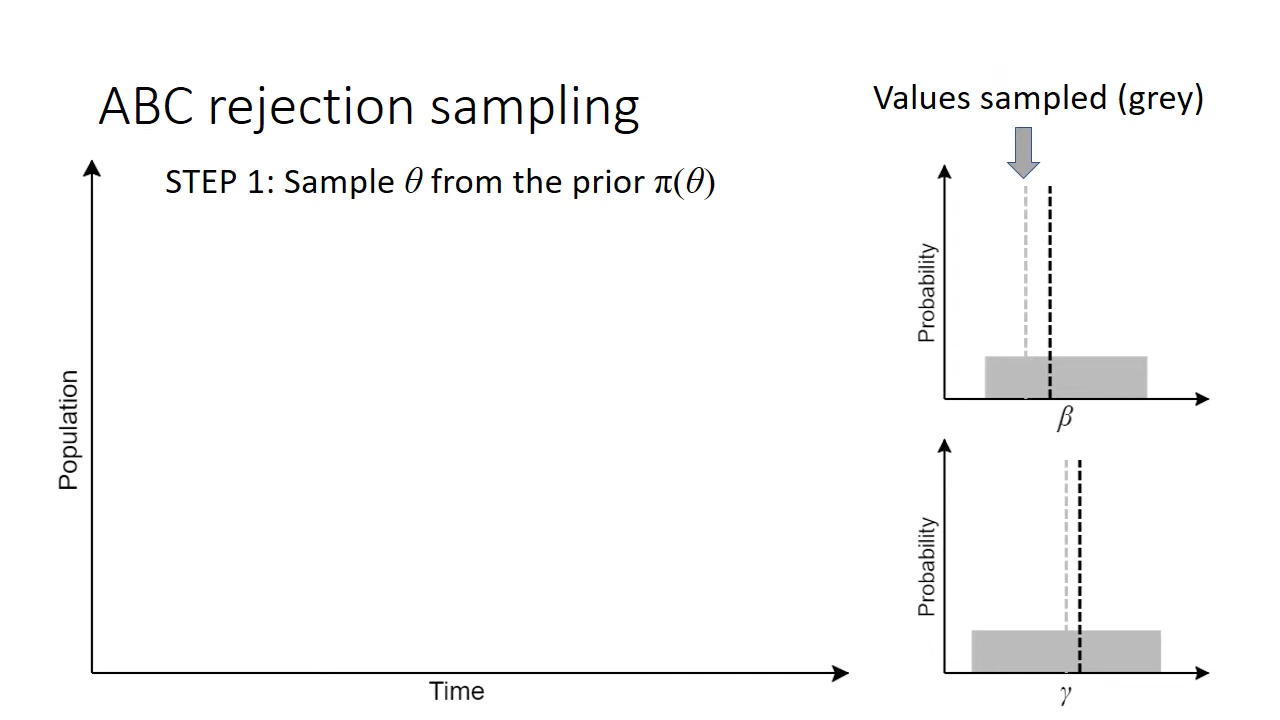 ABC rejection sampling
STEP 1: Sample θ from the prior π(θ)
Population
Time
Values sampled (grey)
Probability
β
Probability
γ